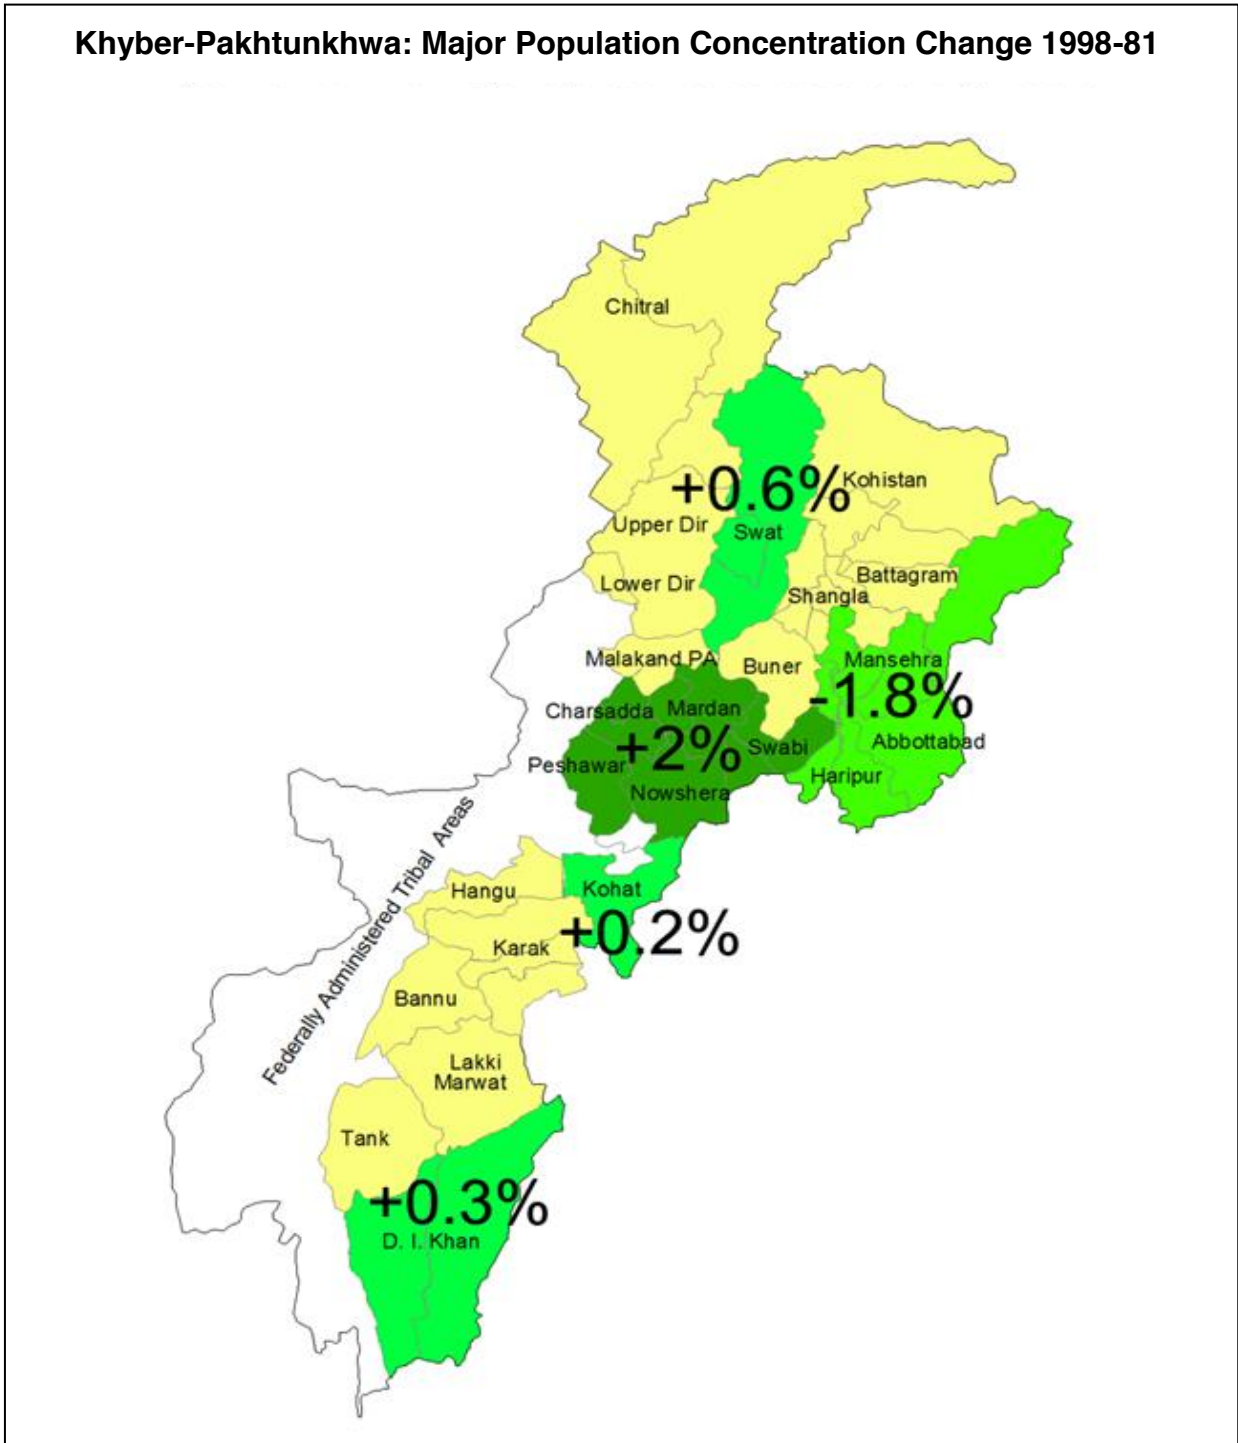 Khyber-Pakhtunkhwa: Major Population Concentration Change 1998-81
Chitral
+0.6%
Kohistan
Upper Dir
Swat
Lower Dir
Battagram
Shangla
Malakand PA
Buner
Mansehra
-1.8%
Charsadda
Mardan
+2%
Swabi
Abbottabad
Peshawar
Haripur
Nowshera
Federally Administered Tribal Areas
Hangu
Kohat
+0.2%
Karak
Bannu
Lakki
Marwat
Tank
+0.3%
D. I. Khan